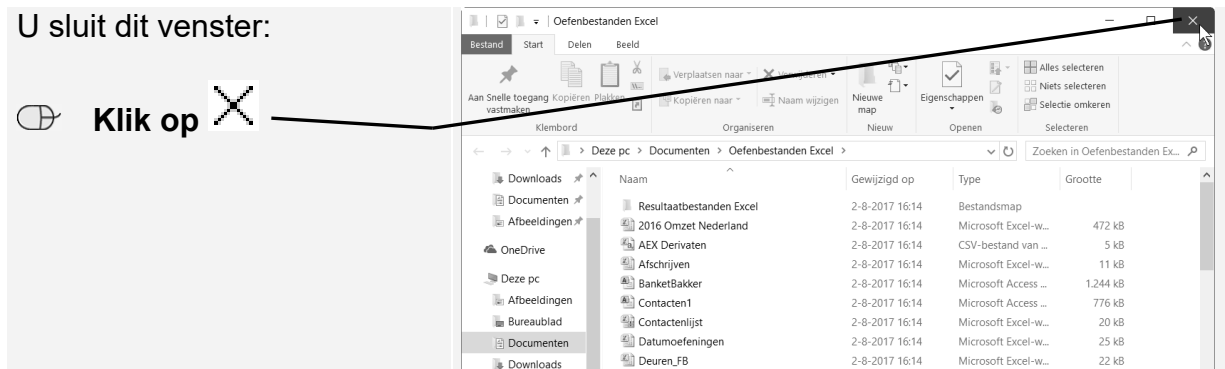 U sluit dit venster:
Klik op
Oefenbestanden Excel
Bestand Start Delen Beeld
Aan Snelle toegang vastmaken
Kopiëren
Plakken
Klembord
Verplaatsen naar
Kopiëren naar
Verwijderen
Naam wijzigen
Organiseren
Nieuwe map
Nieuw
Eigenschappen
Openen
Alles selecteren
Niets selecteren
Selectie omkeren
Selecteren
Deze pc > Documenten > Oefenbestanden Excel >
Zoeken in Oefenbestanden Ex...
Downloads
Documenten
Afbeeldingen
OneDrive
Deze pc
Afbeeldingen
Bureaublad
Documenten
Downloads
Naam Gewijzigd op Type Grootte
Resultaatbestanden Excel 2-8-2017 16:14 Bestandsmap
2016 Omzet Nederland 2-8-2017 16:14 Microsoft Excel-w... 472 kB
AEX Derivaten 2-8-2017 16:14 CSV-bestand van ... 5 kB
Afschrijven 2-8-2017 16:14 Microsoft Excel-w... 11 kB
BanketBakker 2-8-2017 16:14 Microsoft Access ... 1.244 kB
Contacten1 2-8-2017 16:14 Microsoft Access ... 776 kB
Contactenlijst 2-8-2017 16:14 Microsoft Excel-w... 20 kB
Datumoefeningen 2-8-2017 16:14 Microsoft Excel-w... 25 kB
Deuren_FB 2-8-2017 16:14 Microsoft Excel-w... 22 kB